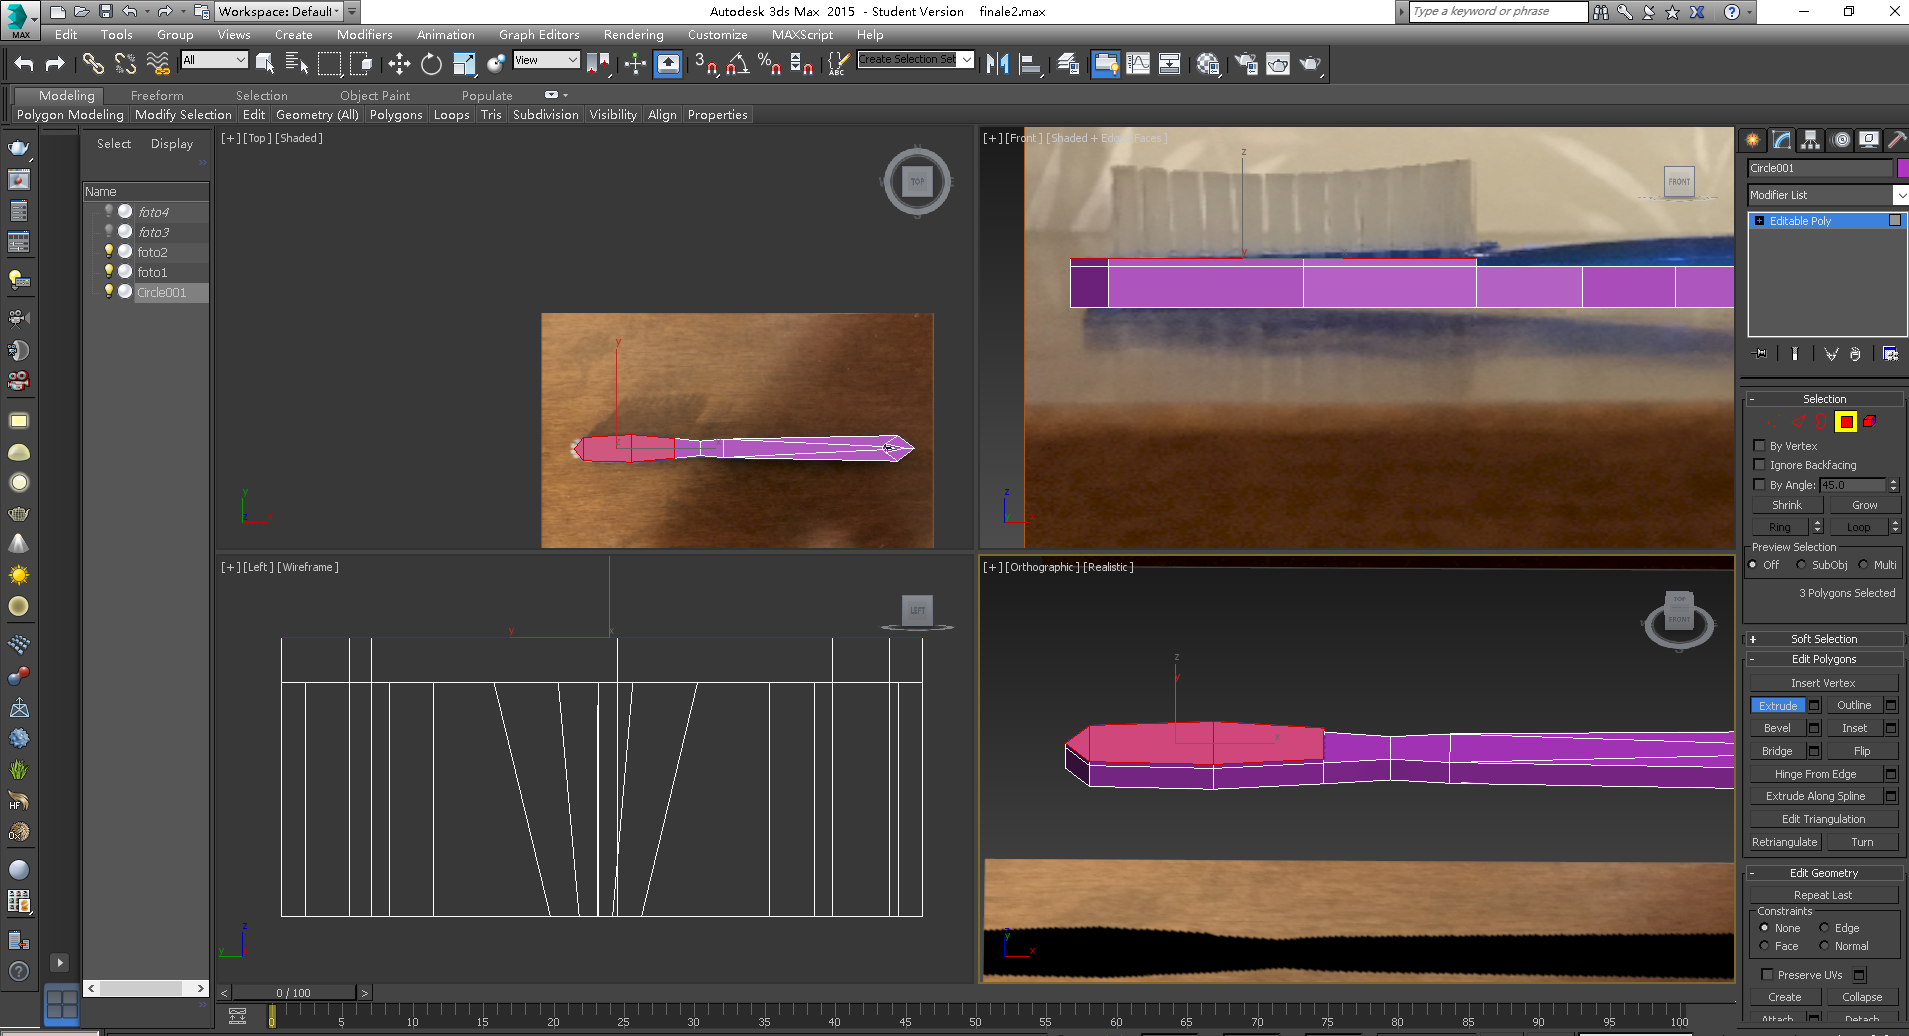 Workspace: Default
Autodesk 3ds Max 2015 - Student Version finale2.max
Type a keyword or phrase
MAX
Edit Tools Group Views Create Modifiers Animation Graph Editors Rendering Customize MAXScript Help
All
View
3
Create Selection Set
Modeling Freeform Selection Object Paint Populate
Polygon Modeling Modify Selection Edit Geometry (All) Polygons Loops Tris Subdivision Visibility Align Properties
Select Display
Name
foto4
foto3
foto2
foto1
Circle001
[+] [Top] [Shaded]
TOP
[+] [Front] [Shaded + Edged Faces]
FRONT
[+] [Left] [Wireframe]
LEFT
[+] [Orthographic] [Realistic]
TOP
FRONT
Circle001
Modifier List
Editable Poly
Selection
By Vertex
Ignore Backfacing
By Angle: 45.0
Shrink Grow
Ring Loop
Preview Selection
Off SubObj Multi
3 Polygons Selected
Soft Selection
Edit Polygons
Insert Vertex
Extrude Outline
Bevel Inset
Bridge Flip
Hinge From Edge
Extrude Along Spline
Edit Triangulation
Retriangulate Turn
Edit Geometry
Repeat Last
Constraints
None Edge
Face Normal
Preserve UVs
Create Collapse
Attach Detach
0 / 100
0 5 10 15 20 25 30 35 40 45 50 55 60 65 70 75 80 85 90 95 100